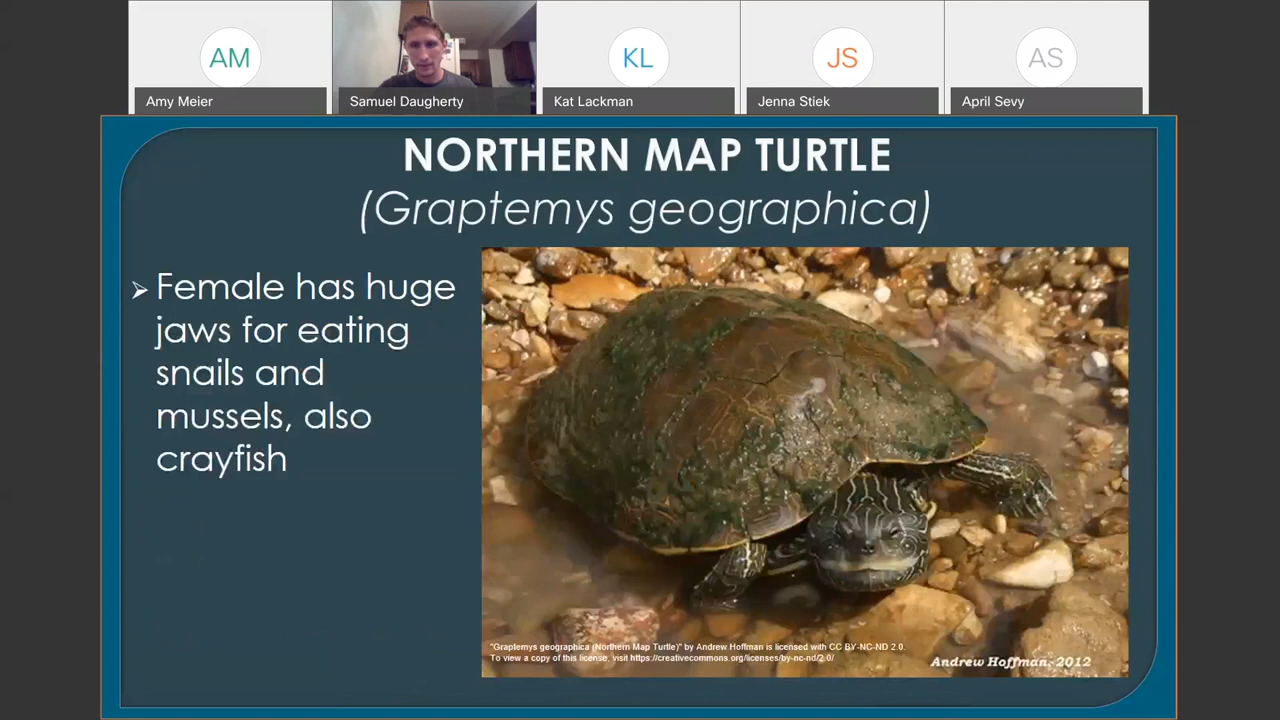 AM
KL
JS
AS
Amy Meier
Samuel Daugherty
Kat Lackman
Jenna Stiek
April Sevy
NORTHERN MAP TURTLE
(Graptemys geographica)
➢ Female has huge
jaws for eating
snails and
mussels, also
crayfish
"Graptemys geographica (Northern Map Turtle)" by Andrew Hoffman is licensed with CC BY-NC-ND 2.0.
To view a copy of this license, visit https://creativecommons.org/licenses/by-nc-nd/2.0/
Andrew Hoffman, 2012